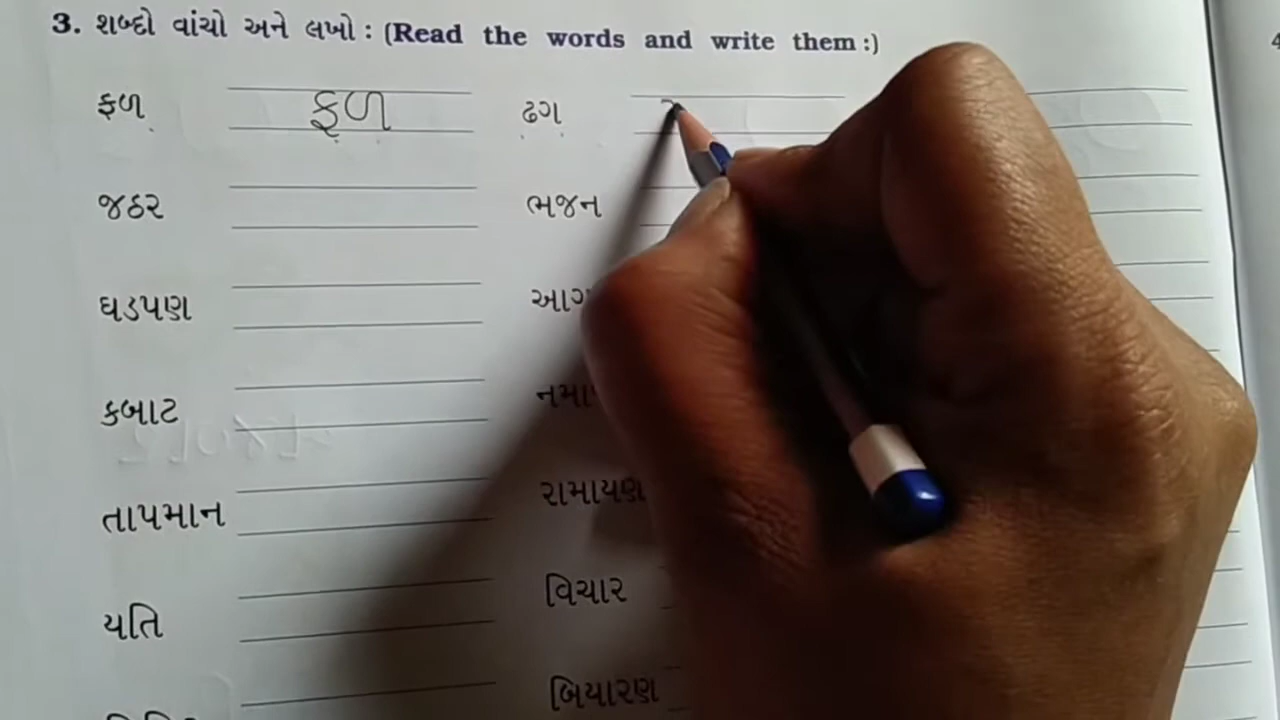 3. શબ્દો વાંચો અને લખો : (Read the words and write them :)
ફળ ફળ ઢગ
જઠર ભજન
ઘડપણ
કબાટ
તાપમાન રામાયણ
યતિ વિચાર
બિયારણ